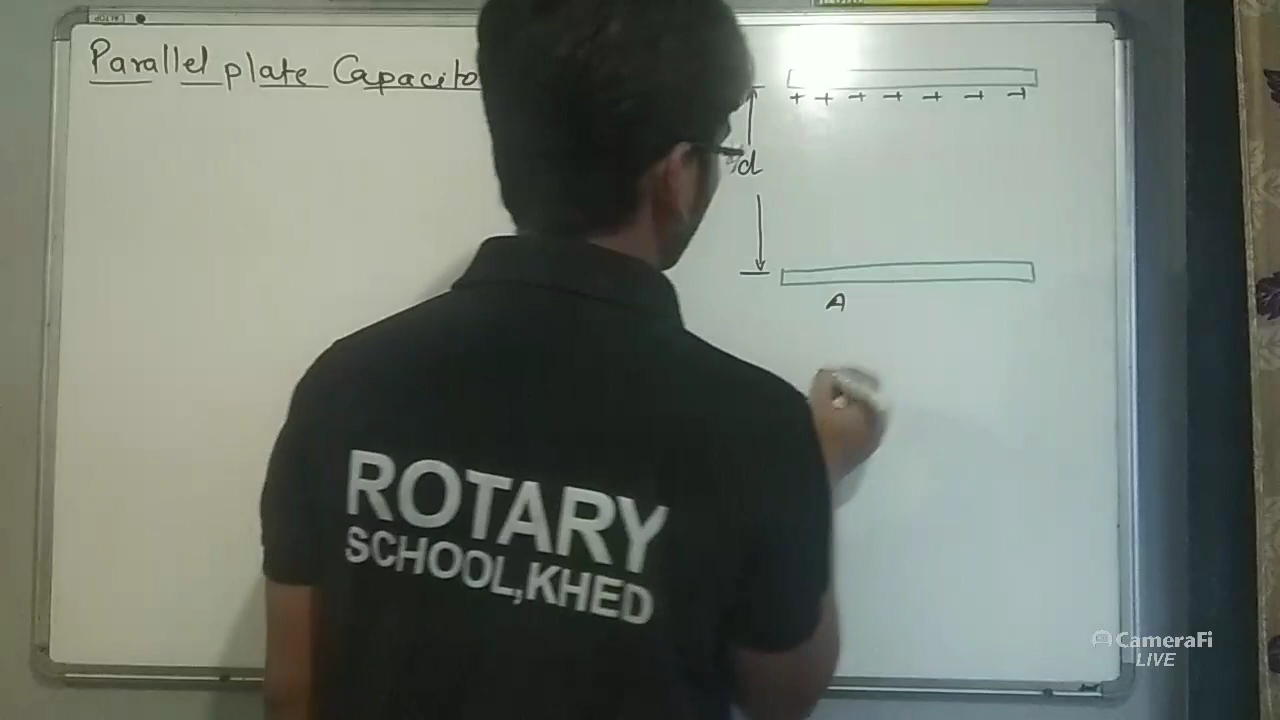 Parallel plate Capacito
+ + + + + + +
d
A
ROTARY
SCHOOL,KHED
CameraFi
LIVE